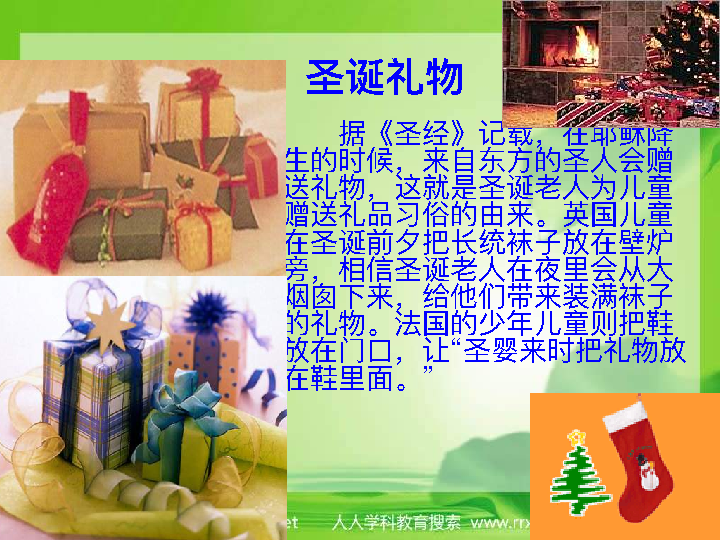 圣诞礼物
据《圣经》记载，在耶稣降
生的时候，来自东方的圣人会赠
送礼物，这就是圣诞老人为儿童
赠送礼品习俗的由来。英国儿童
在圣诞前夕把长统袜子放在壁炉
旁，相信圣诞老人在夜里会从大
烟囱下来，给他们带来装满袜子
的礼物。法国的少年儿童则把鞋
放在门口，让“圣婴来时把礼物放
在鞋里面。”
et 人人学科教育搜索 www.rrx